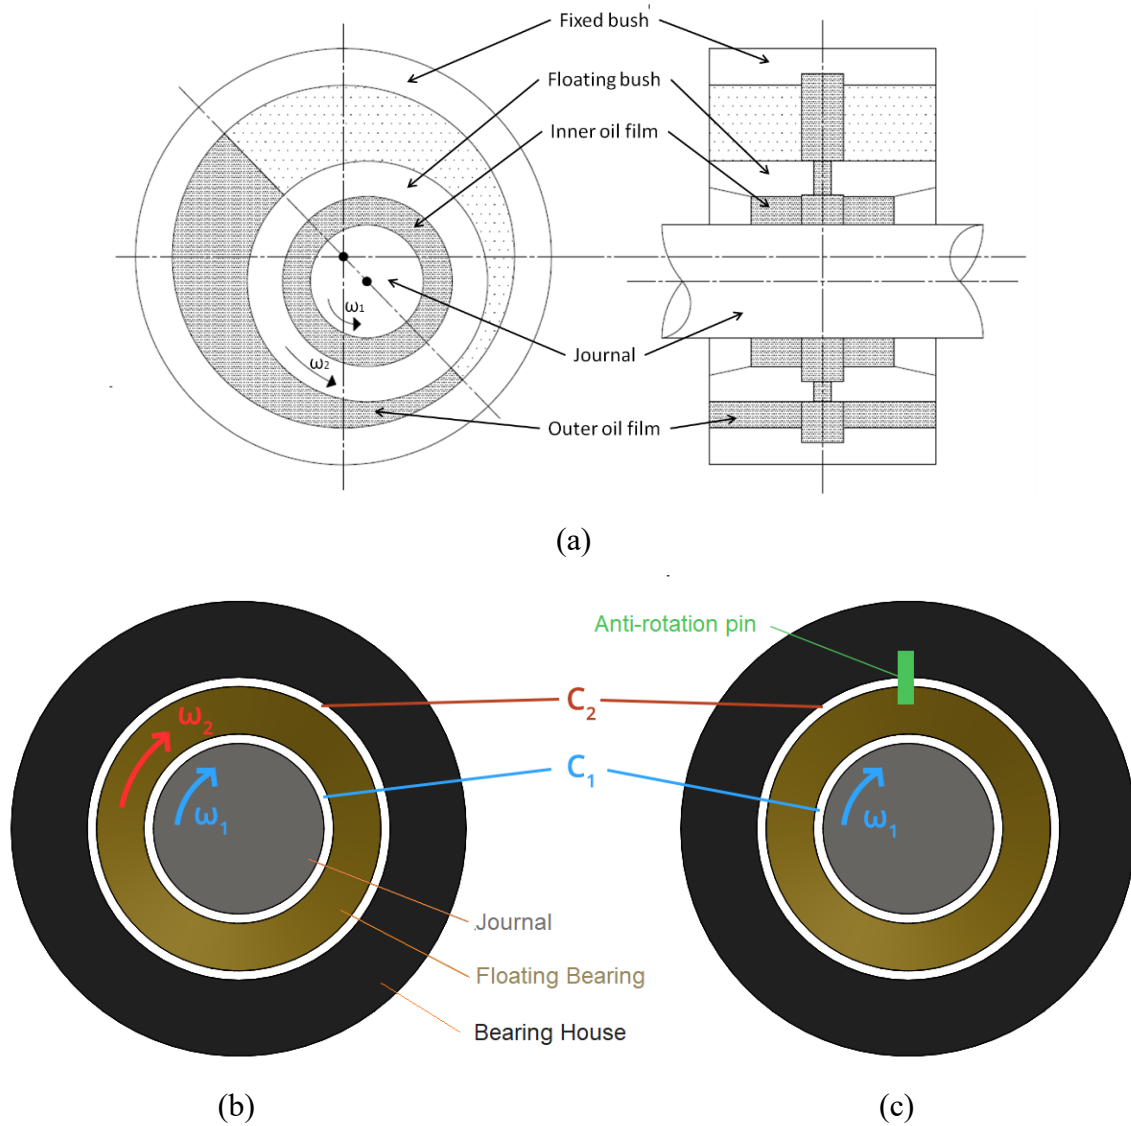 Fixed bush
Floating bush
Inner oil film
ω1
ω2
Journal
Outer oil film
(a)
Anti-rotation pin
ω2
C2
C1
ω1
ω1
Journal
Floating Bearing
Bearing House
(b)
(c)